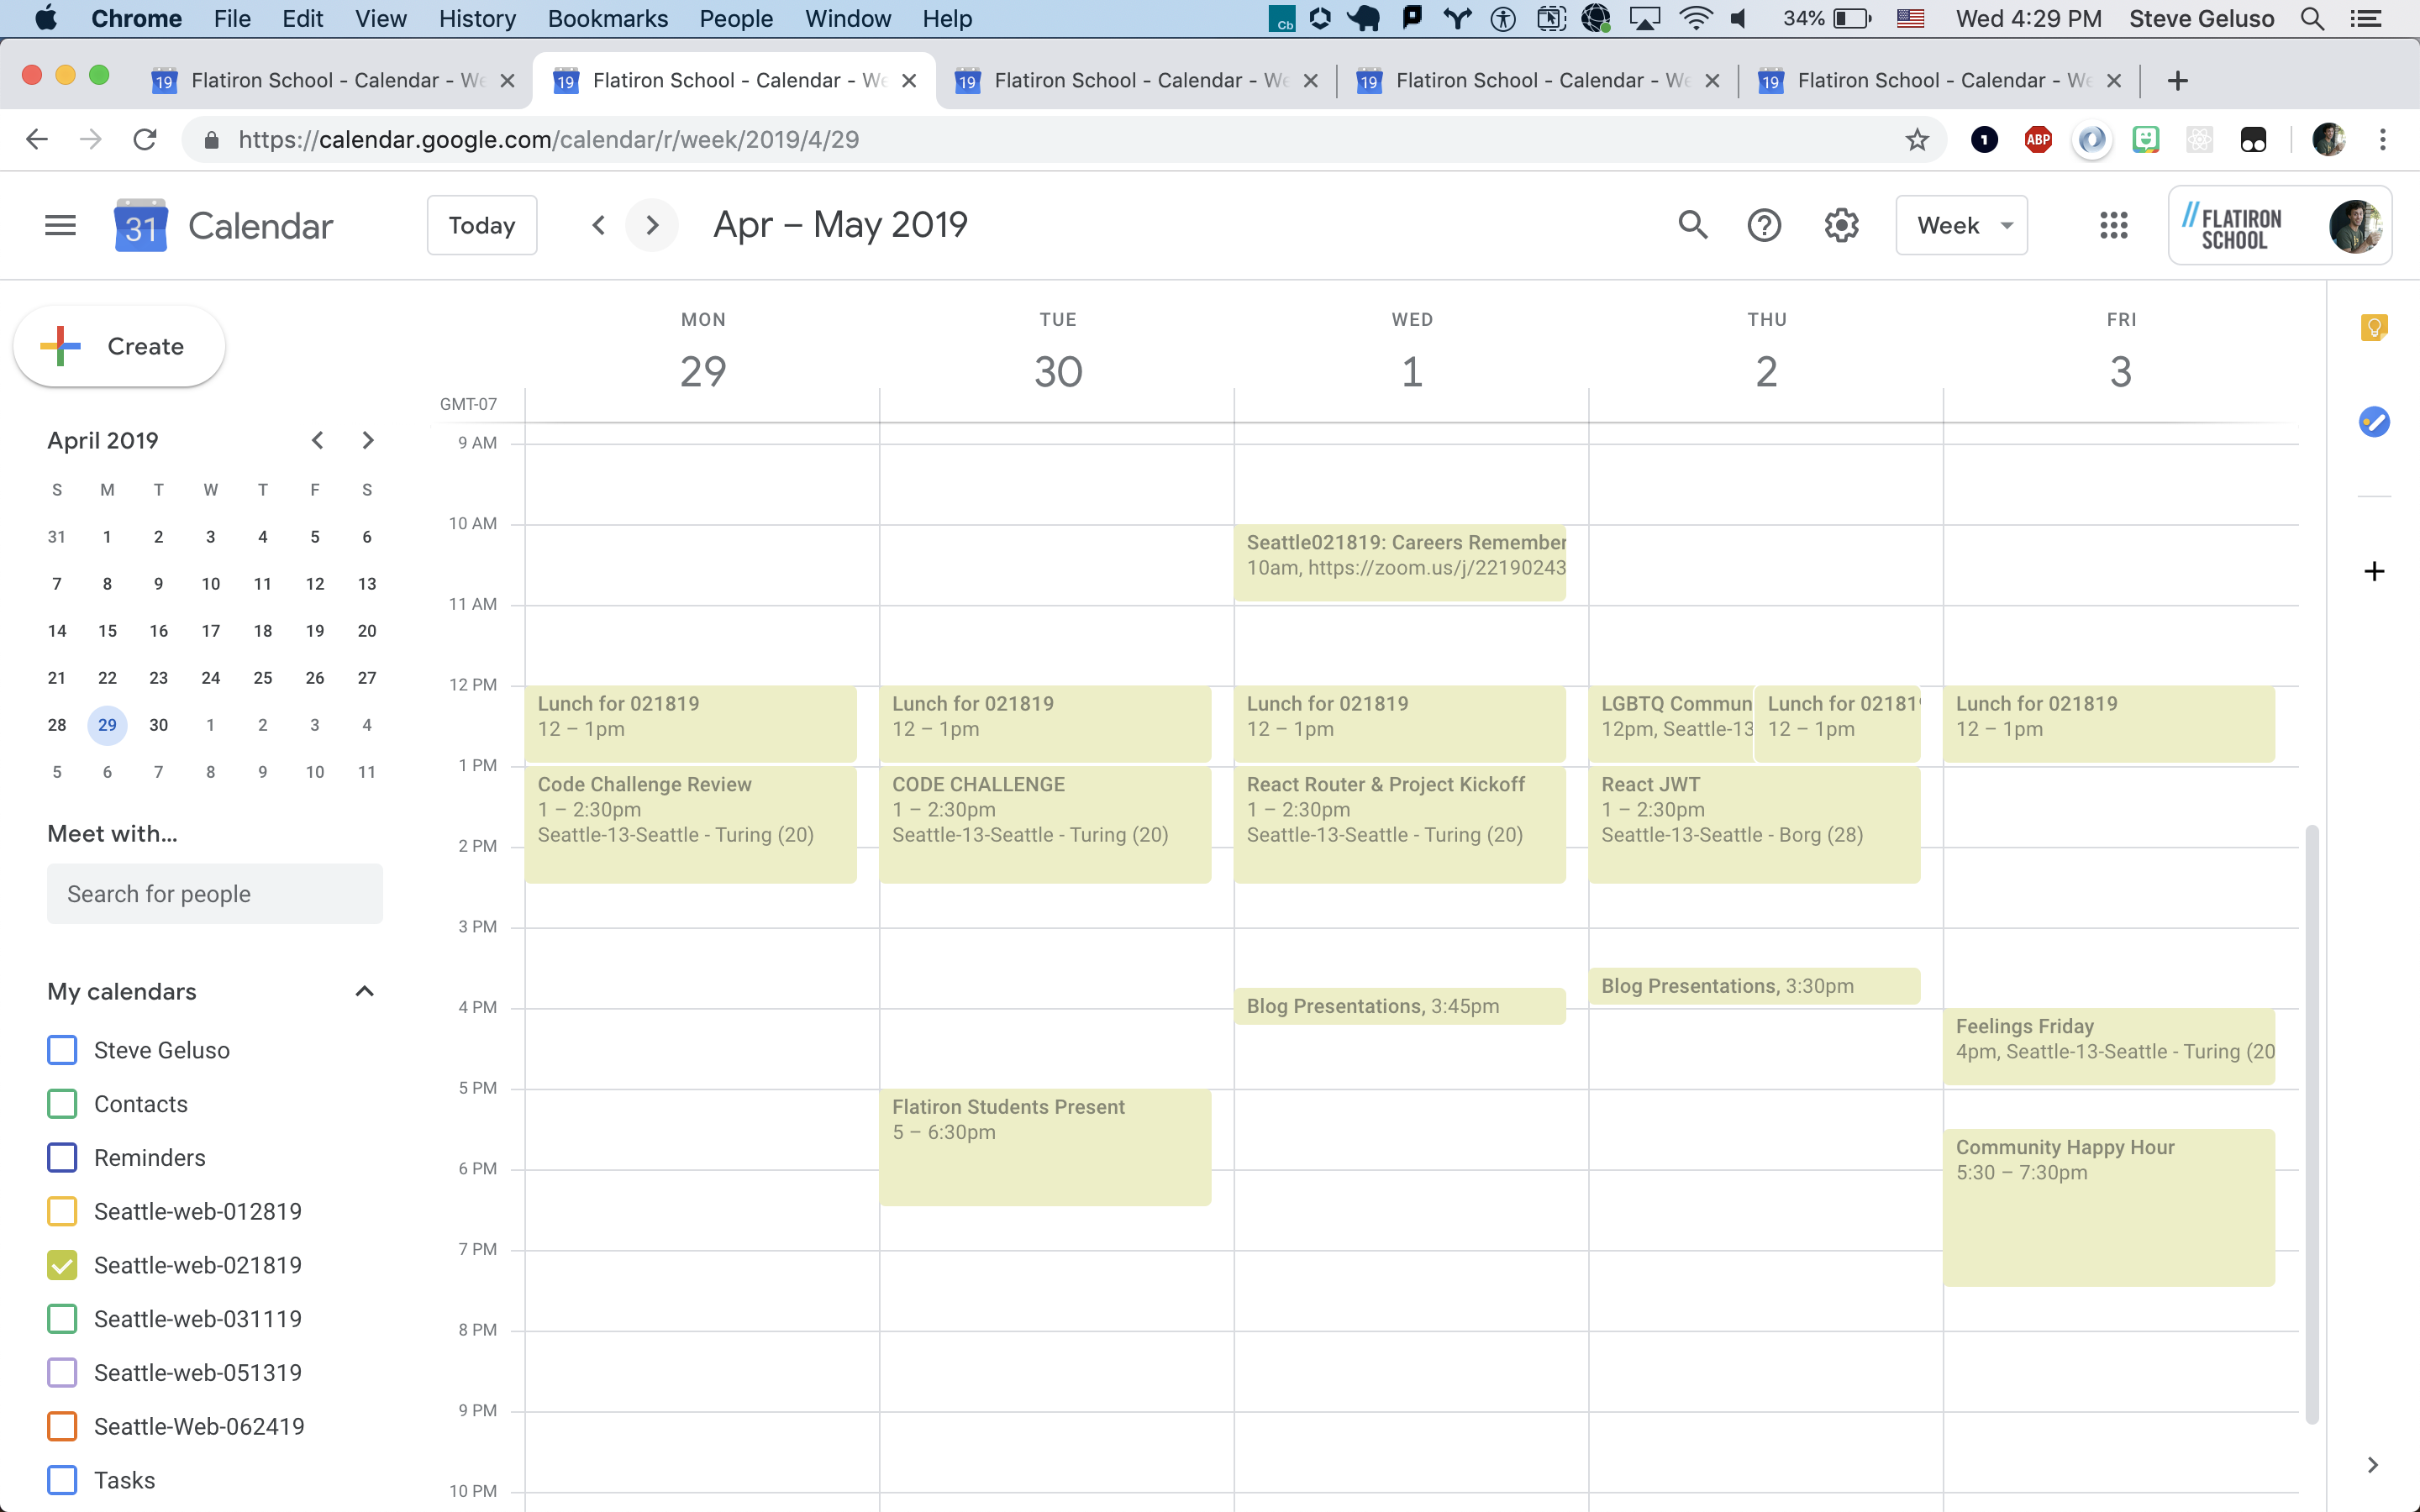 Chrome File Edit View History Bookmarks People Window Help Cb 34% Wed 4:29 PM Steve Geluso
19 Flatiron School - Calendar - We
19 Flatiron School - Calendar - We
19 Flatiron School - Calendar - We
19 Flatiron School - Calendar - We
19 Flatiron School - Calendar - We
https://calendar.google.com/calendar/r/week/2019/4/29
1 ABP
31 Calendar Today Apr – May 2019 Week // FLATIRON
SCHOOL
Create
April 2019
S M T W T F S
31 1 2 3 4 5 6
7 8 9 10 11 12 13
14 15 16 17 18 19 20
21 22 23 24 25 26 27
28 29 30 1 2 3 4
5 6 7 8 9 10 11
Meet with...
Search for people
My calendars
Steve Geluso
Contacts
Reminders
Seattle-web-012819
Seattle-web-021819
Seattle-web-031119
Seattle-web-051319
Seattle-Web-062419
Tasks
MON TUE WED THU FRI
29 30 1 2 3
GMT-07
9 AM
10 AM
11 AM
12 PM
1 PM
2 PM
3 PM
4 PM
5 PM
6 PM
7 PM
8 PM
9 PM
10 PM
Lunch for 021819
12 – 1pm
Code Challenge Review
1 – 2:30pm
Seattle-13-Seattle - Turing (20)
Lunch for 021819
12 – 1pm
CODE CHALLENGE
1 – 2:30pm
Seattle-13-Seattle - Turing (20)
Flatiron Students Present
5 – 6:30pm
Seattle021819: Careers Remember
10am, https://zoom.us/j/22190243
Lunch for 021819
12 – 1pm
React Router & Project Kickoff
1 – 2:30pm
Seattle-13-Seattle - Turing (20)
Blog Presentations, 3:45pm
LGBTQ Commun
12pm, Seattle-13
Lunch for 02181
12 – 1pm
React JWT
1 – 2:30pm
Seattle-13-Seattle - Borg (28)
Blog Presentations, 3:30pm
Lunch for 021819
12 – 1pm
Feelings Friday
4pm, Seattle-13-Seattle - Turing (20
Community Happy Hour
5:30 – 7:30pm